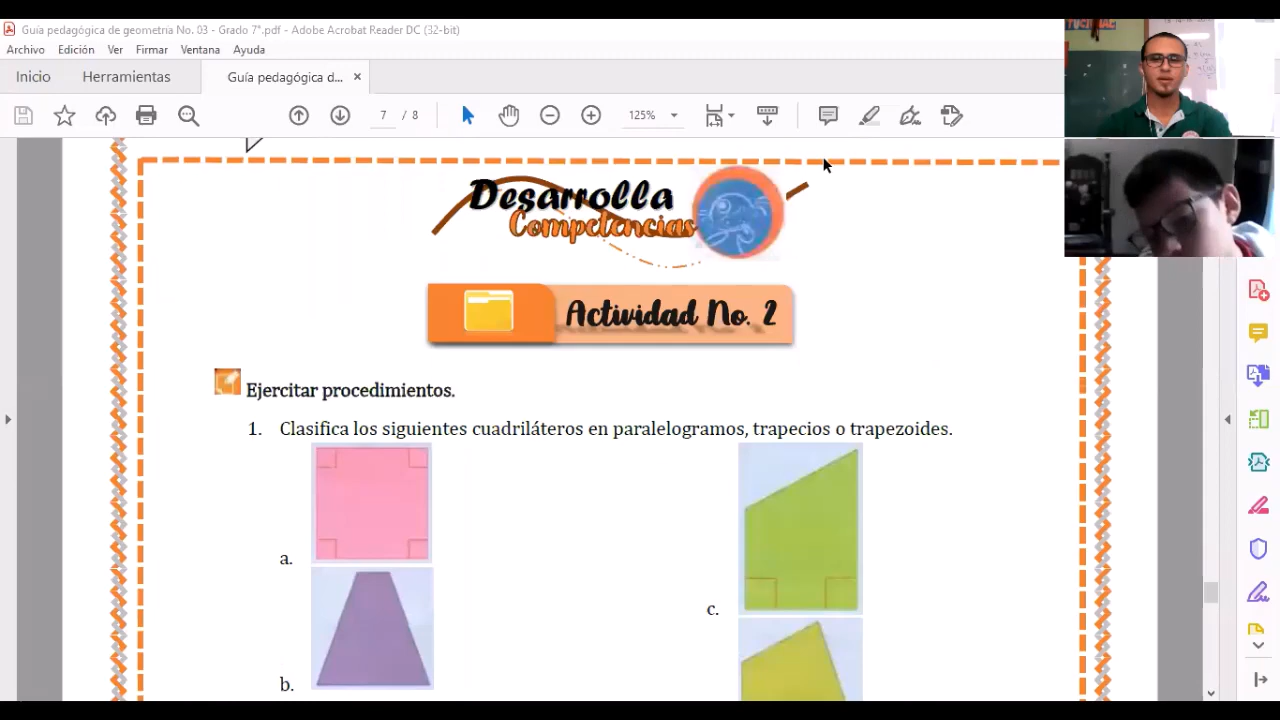 Guía pedagógica de geometría No. 03 - Grado 7°.pdf - Adobe Acrobat Reader DC (32-bit)
Archivo Edición Ver Firmar Ventana Ayuda
Inicio Herramientas Guía pedagógica d... ×
7 / 8 125%
Desarrolla
Competencias
Actividad No. 2
Ejercitar procedimientos.
1. Clasifica los siguientes cuadriláteros en paralelogramos, trapecios o trapezoides.
a.
c.
b.